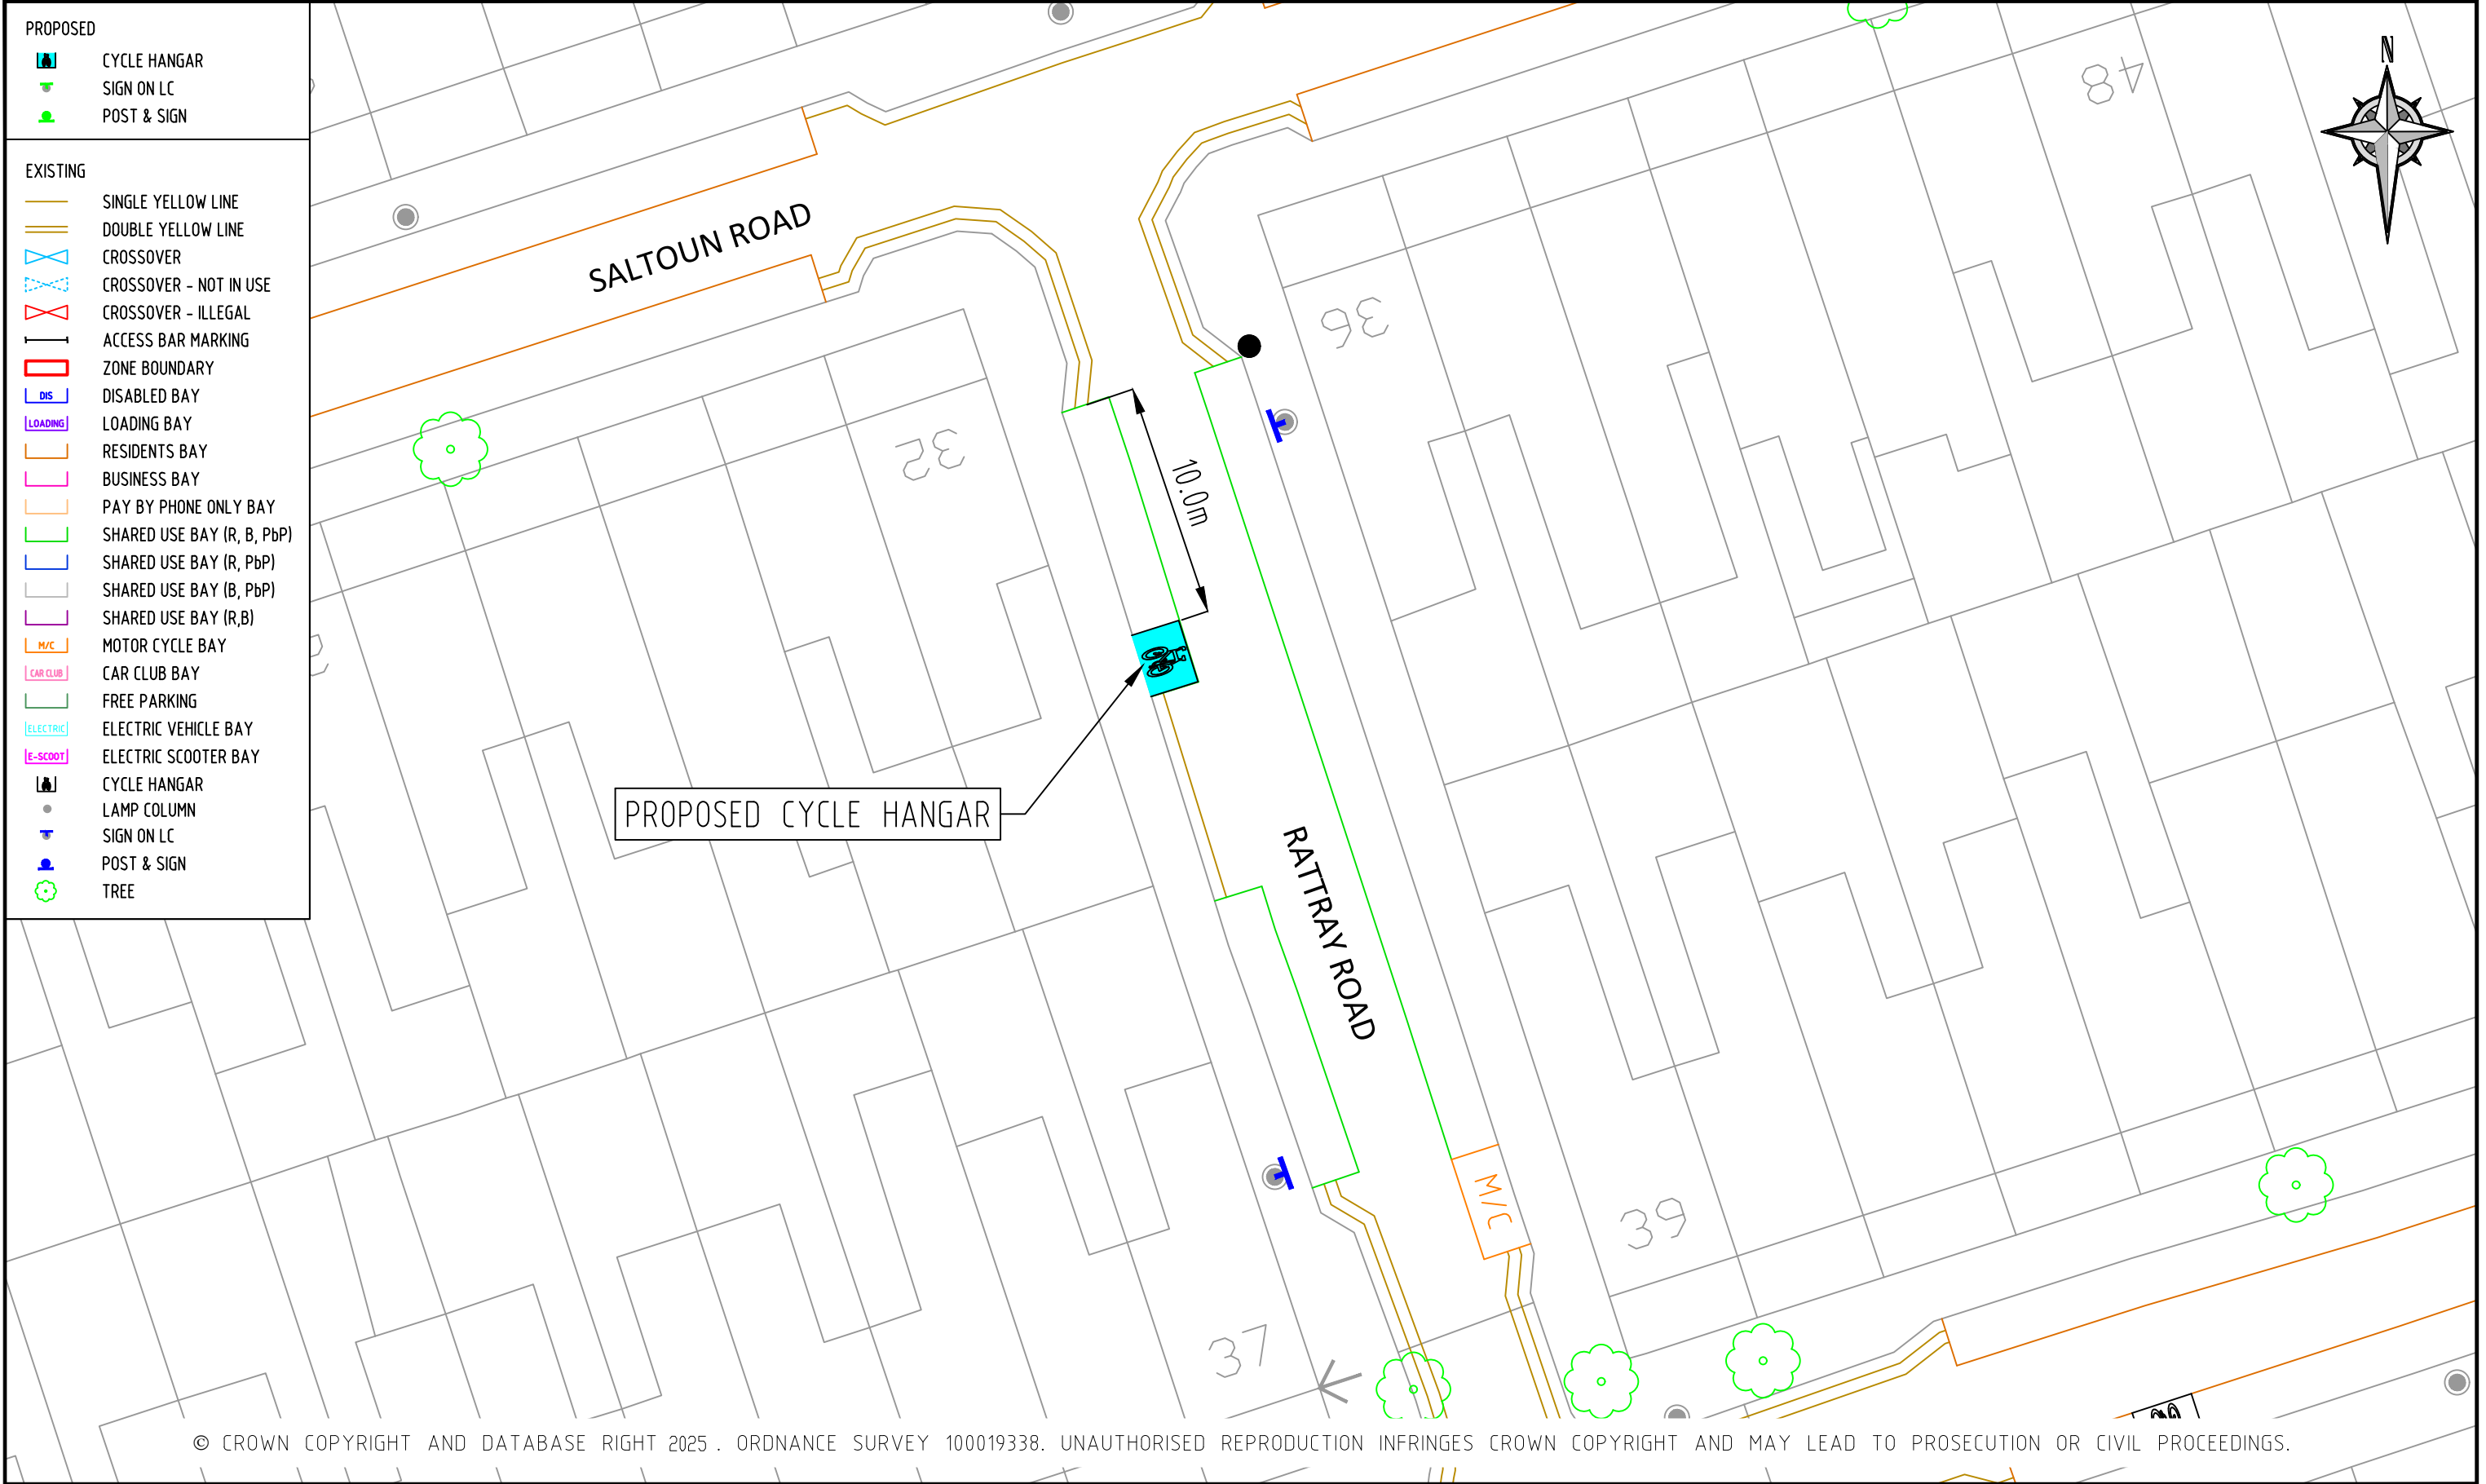 PROPOSED
CYCLE HANGAR
SIGN ON LC
POST & SIGN
EXISTING
SINGLE YELLOW LINE
DOUBLE YELLOW LINE
CROSSOVER
CROSSOVER - NOT IN USE
CROSSOVER - ILLEGAL
ACCESS BAR MARKING
ZONE BOUNDARY
DIS DISABLED BAY
LOADING LOADING BAY
RESIDENTS BAY
BUSINESS BAY
PAY BY PHONE ONLY BAY
SHARED USE BAY (R, B, PbP)
SHARED USE BAY (R, PbP)
SHARED USE BAY (B, PbP)
SHARED USE BAY (R,B)
M/C MOTOR CYCLE BAY
CAR CLUB CAR CLUB BAY
FREE PARKING
ELECTRIC ELECTRIC VEHICLE BAY
E-SCOOT ELECTRIC SCOOTER BAY
CYCLE HANGAR
LAMP COLUMN
SIGN ON LC
POST & SIGN
TREE
N
48
SALTOUN ROAD
36
35
10.0m
PROPOSED CYCLE HANGAR
RATTRAY ROAD
M/C
39
37
© CROWN COPYRIGHT AND DATABASE RIGHT 2025 . ORDNANCE SURVEY 100019338. UNAUTHORISED REPRODUCTION INFRINGES CROWN COPYRIGHT AND MAY LEAD TO PROSECUTION OR CIVIL PROCEEDINGS.